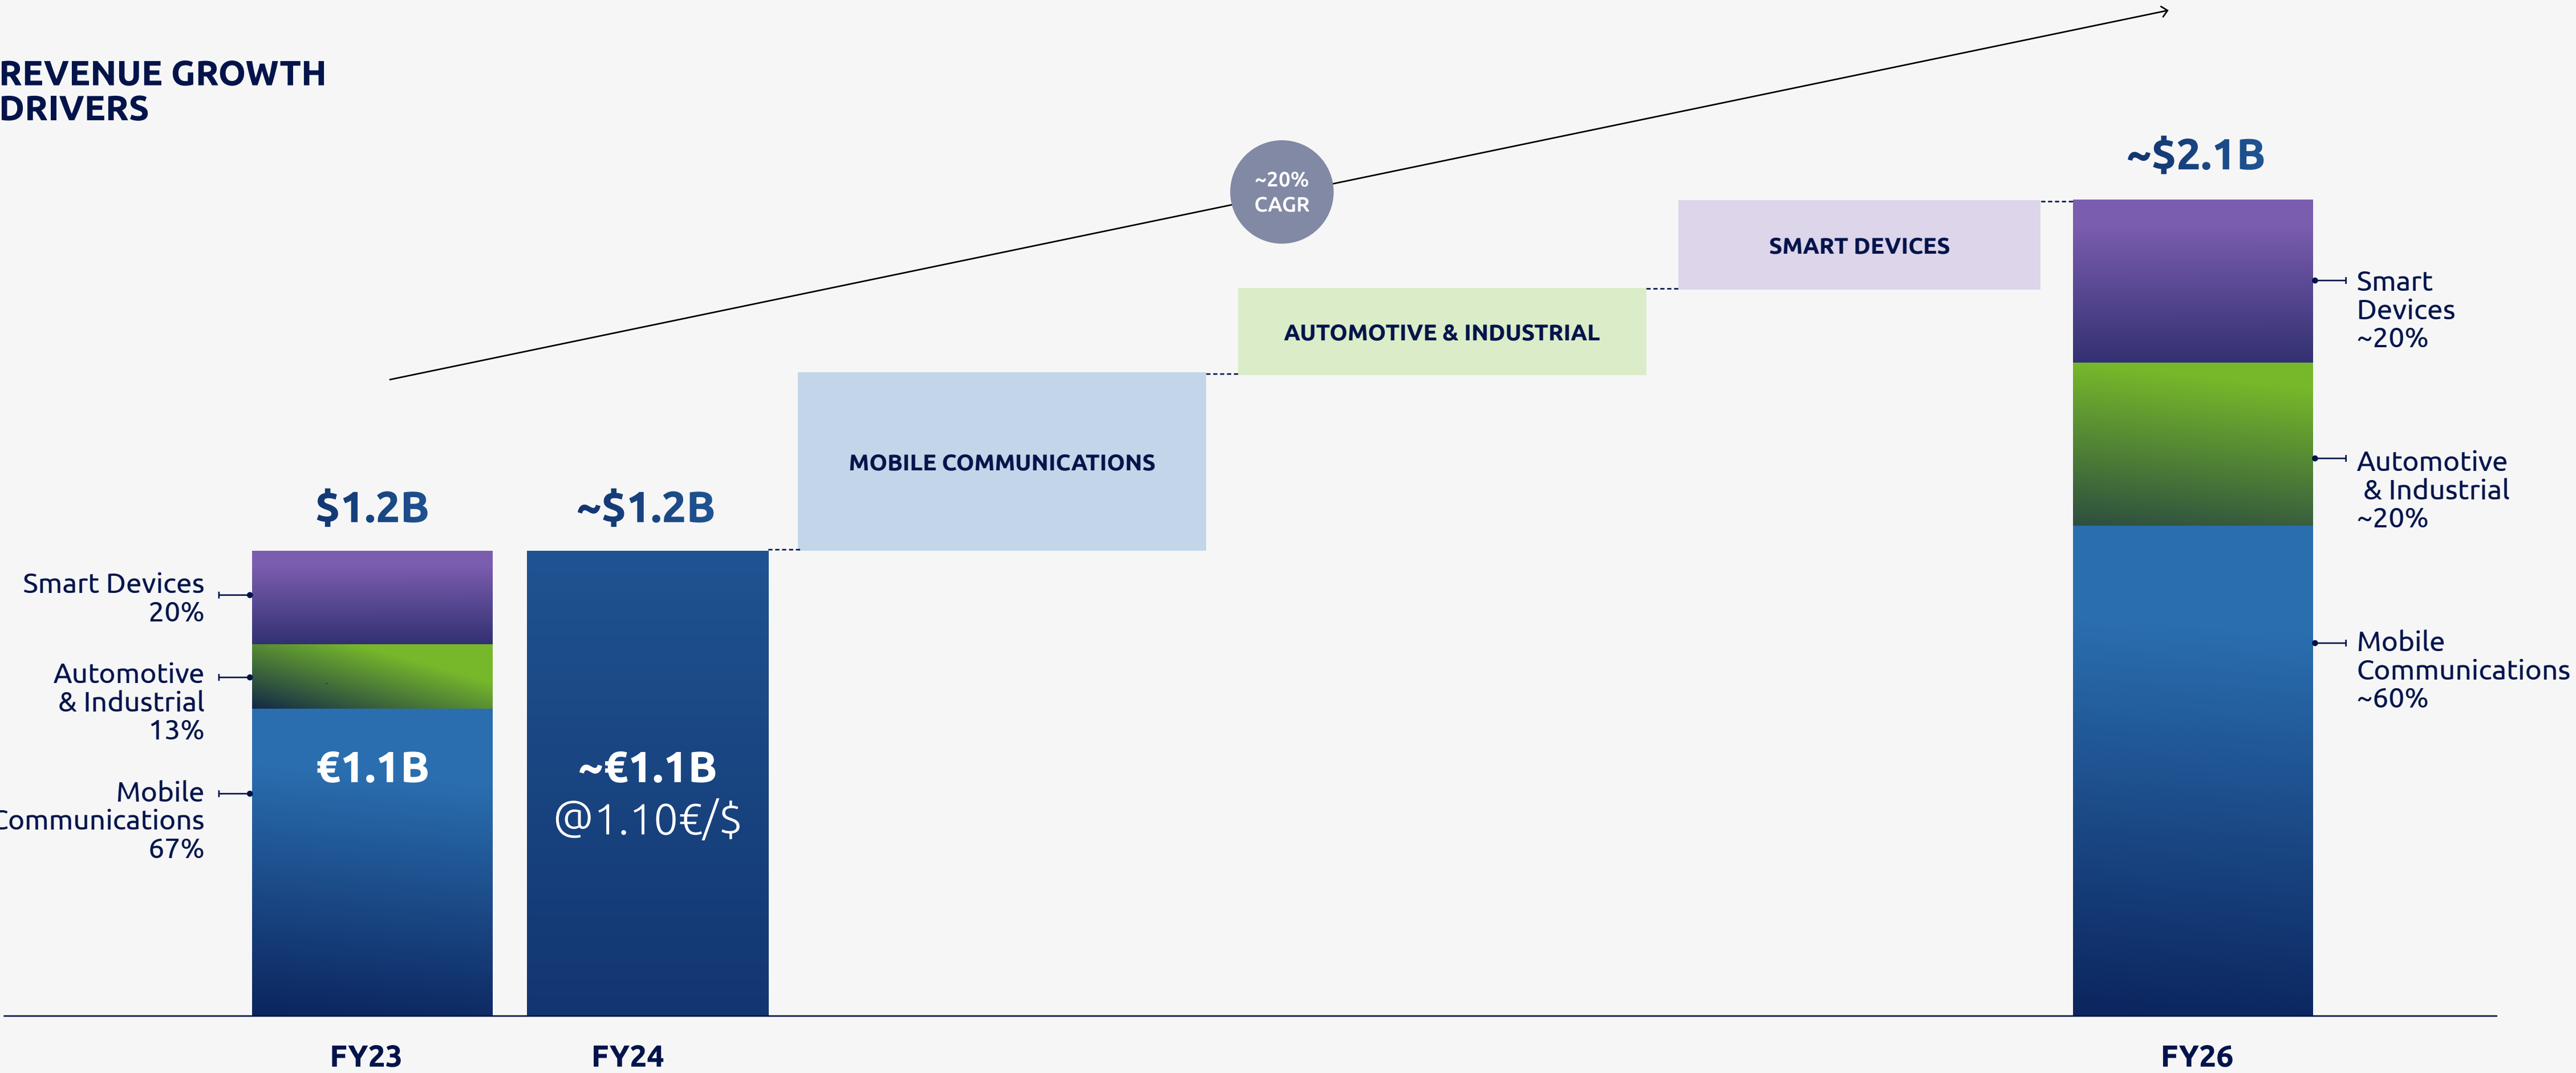 REVENUE GROWTH
DRIVERS
~20%
CAGR
~$2.1B
SMART DEVICES
AUTOMOTIVE & INDUSTRIAL
MOBILE COMMUNICATIONS
$1.2B
~$1.2B
Smart Devices
20%
Automotive
& Industrial
13%
Mobile
Communications
67%
€1.1B
~€1.1B
@1.10€/$
Smart
Devices
~20%
Automotive
& Industrial
~20%
Mobile
Communications
~60%
FY23
FY24
FY26